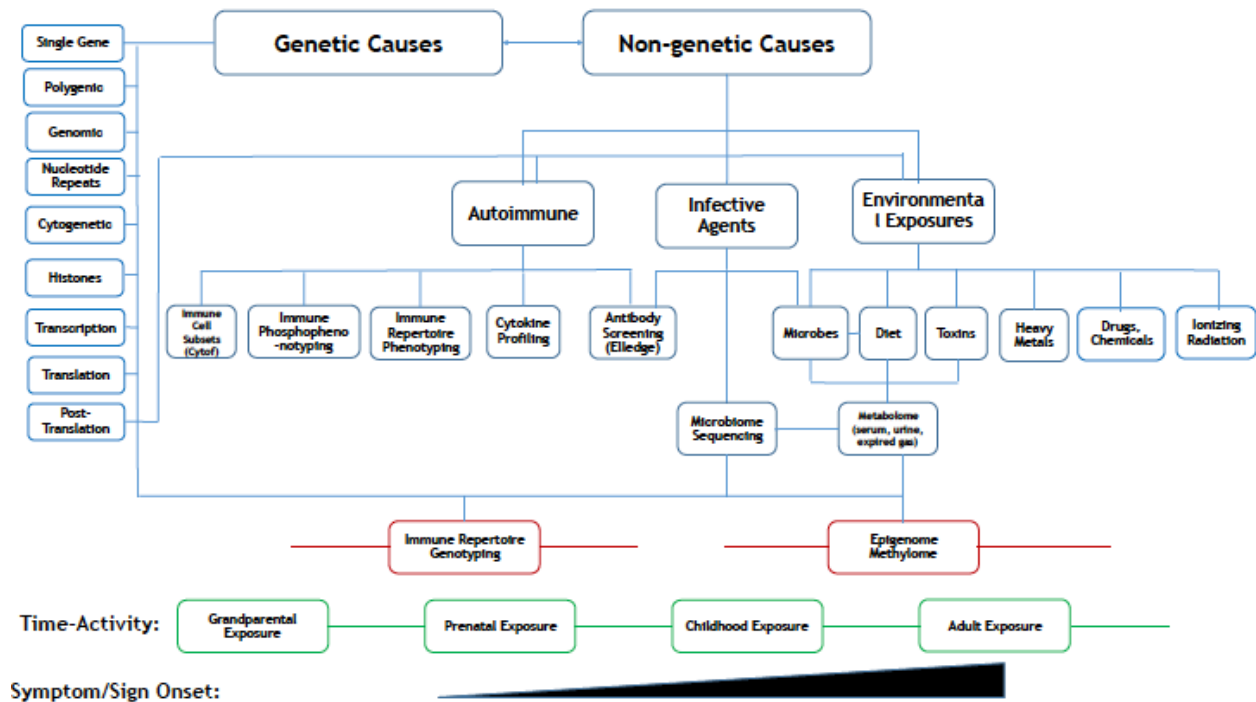 Genetic Causes
Non-genetic Causes
Single Gene
Polygenic
Genomic
Nucleotide
Repeats
Cytogenetic
Histones
Transcription
Translation
Post-
Translation
Autoimmune
Infective
Agents
Environmenta
l Exposures
Immune
Cell
Subsets
(Cytof)
Immune
Phosphopheno
-notyping
Immune
Repertoire
Phenotyping
Cytokine
Profiling
Antibody
Screening
(Elledge)
Microbes
Diet
Toxins
Heavy
Metals
Drugs,
Chemicals
Ionizing
Radiation
Microbiome
Sequencing
Metabolome
(serum, urine,
expired gas)
Immune Repertoire
Genotyping
Epigenome
Methylome
Time-Activity:
Grandparental
Exposure
Prenatal Exposure
Childhood Exposure
Adult Exposure
Symptom/Sign Onset: